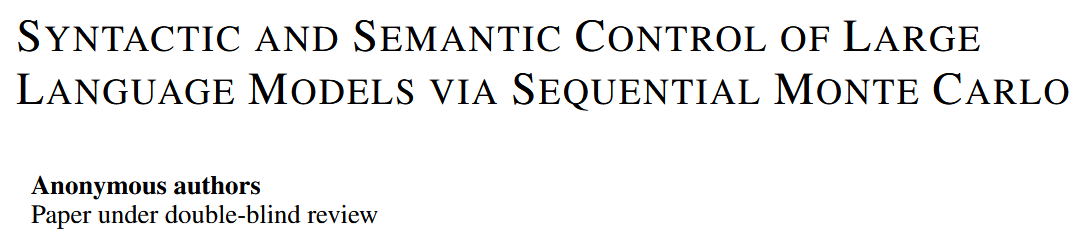 SYNTACTIC AND SEMANTIC CONTROL OF LARGE
LANGUAGE MODELS VIA SEQUENTIAL MONTE CARLO
Anonymous authors
Paper under double-blind review